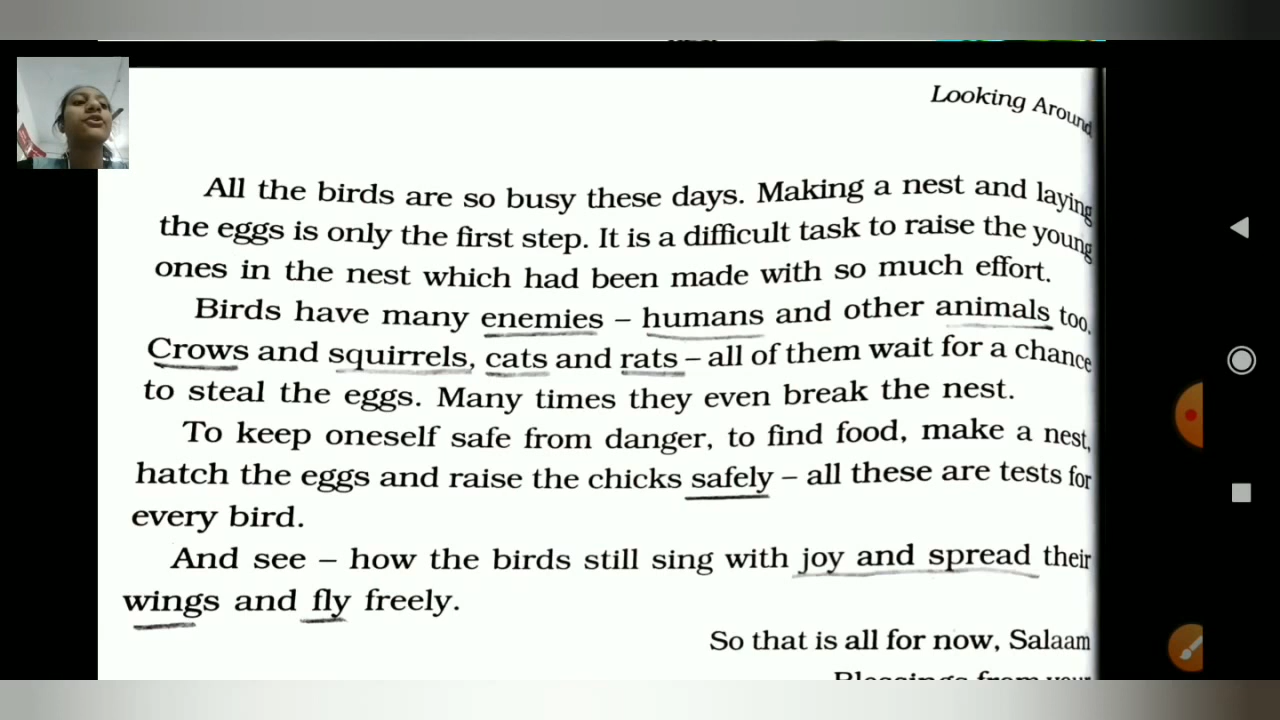 Looking Around
All the birds are so busy these days. Making a nest and laying
the eggs is only the first step. It is a difficult task to raise the young
ones in the nest which had been made with so much effort.
Birds have many enemies – humans and other animals too.
Crows and squirrels, cats and rats – all of them wait for a chance
to steal the eggs. Many times they even break the nest.
To keep oneself safe from danger, to find food, make a nest,
hatch the eggs and raise the chicks safely – all these are tests for
every bird.
And see – how the birds still sing with joy and spread their
wings and fly freely.
So that is all for now, Salaam
Blessings from your